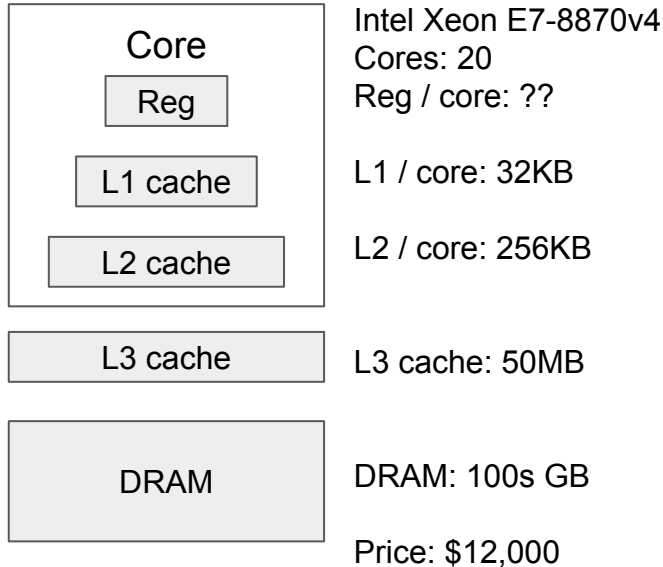 Core
Reg
L1 cache
L2 cache
L3 cache
DRAM
Intel Xeon E7-8870v4
Cores: 20
Reg / core: ??
L1 / core: 32KB
L2 / core: 256KB
L3 cache: 50MB
DRAM: 100s GB
Price: $12,000